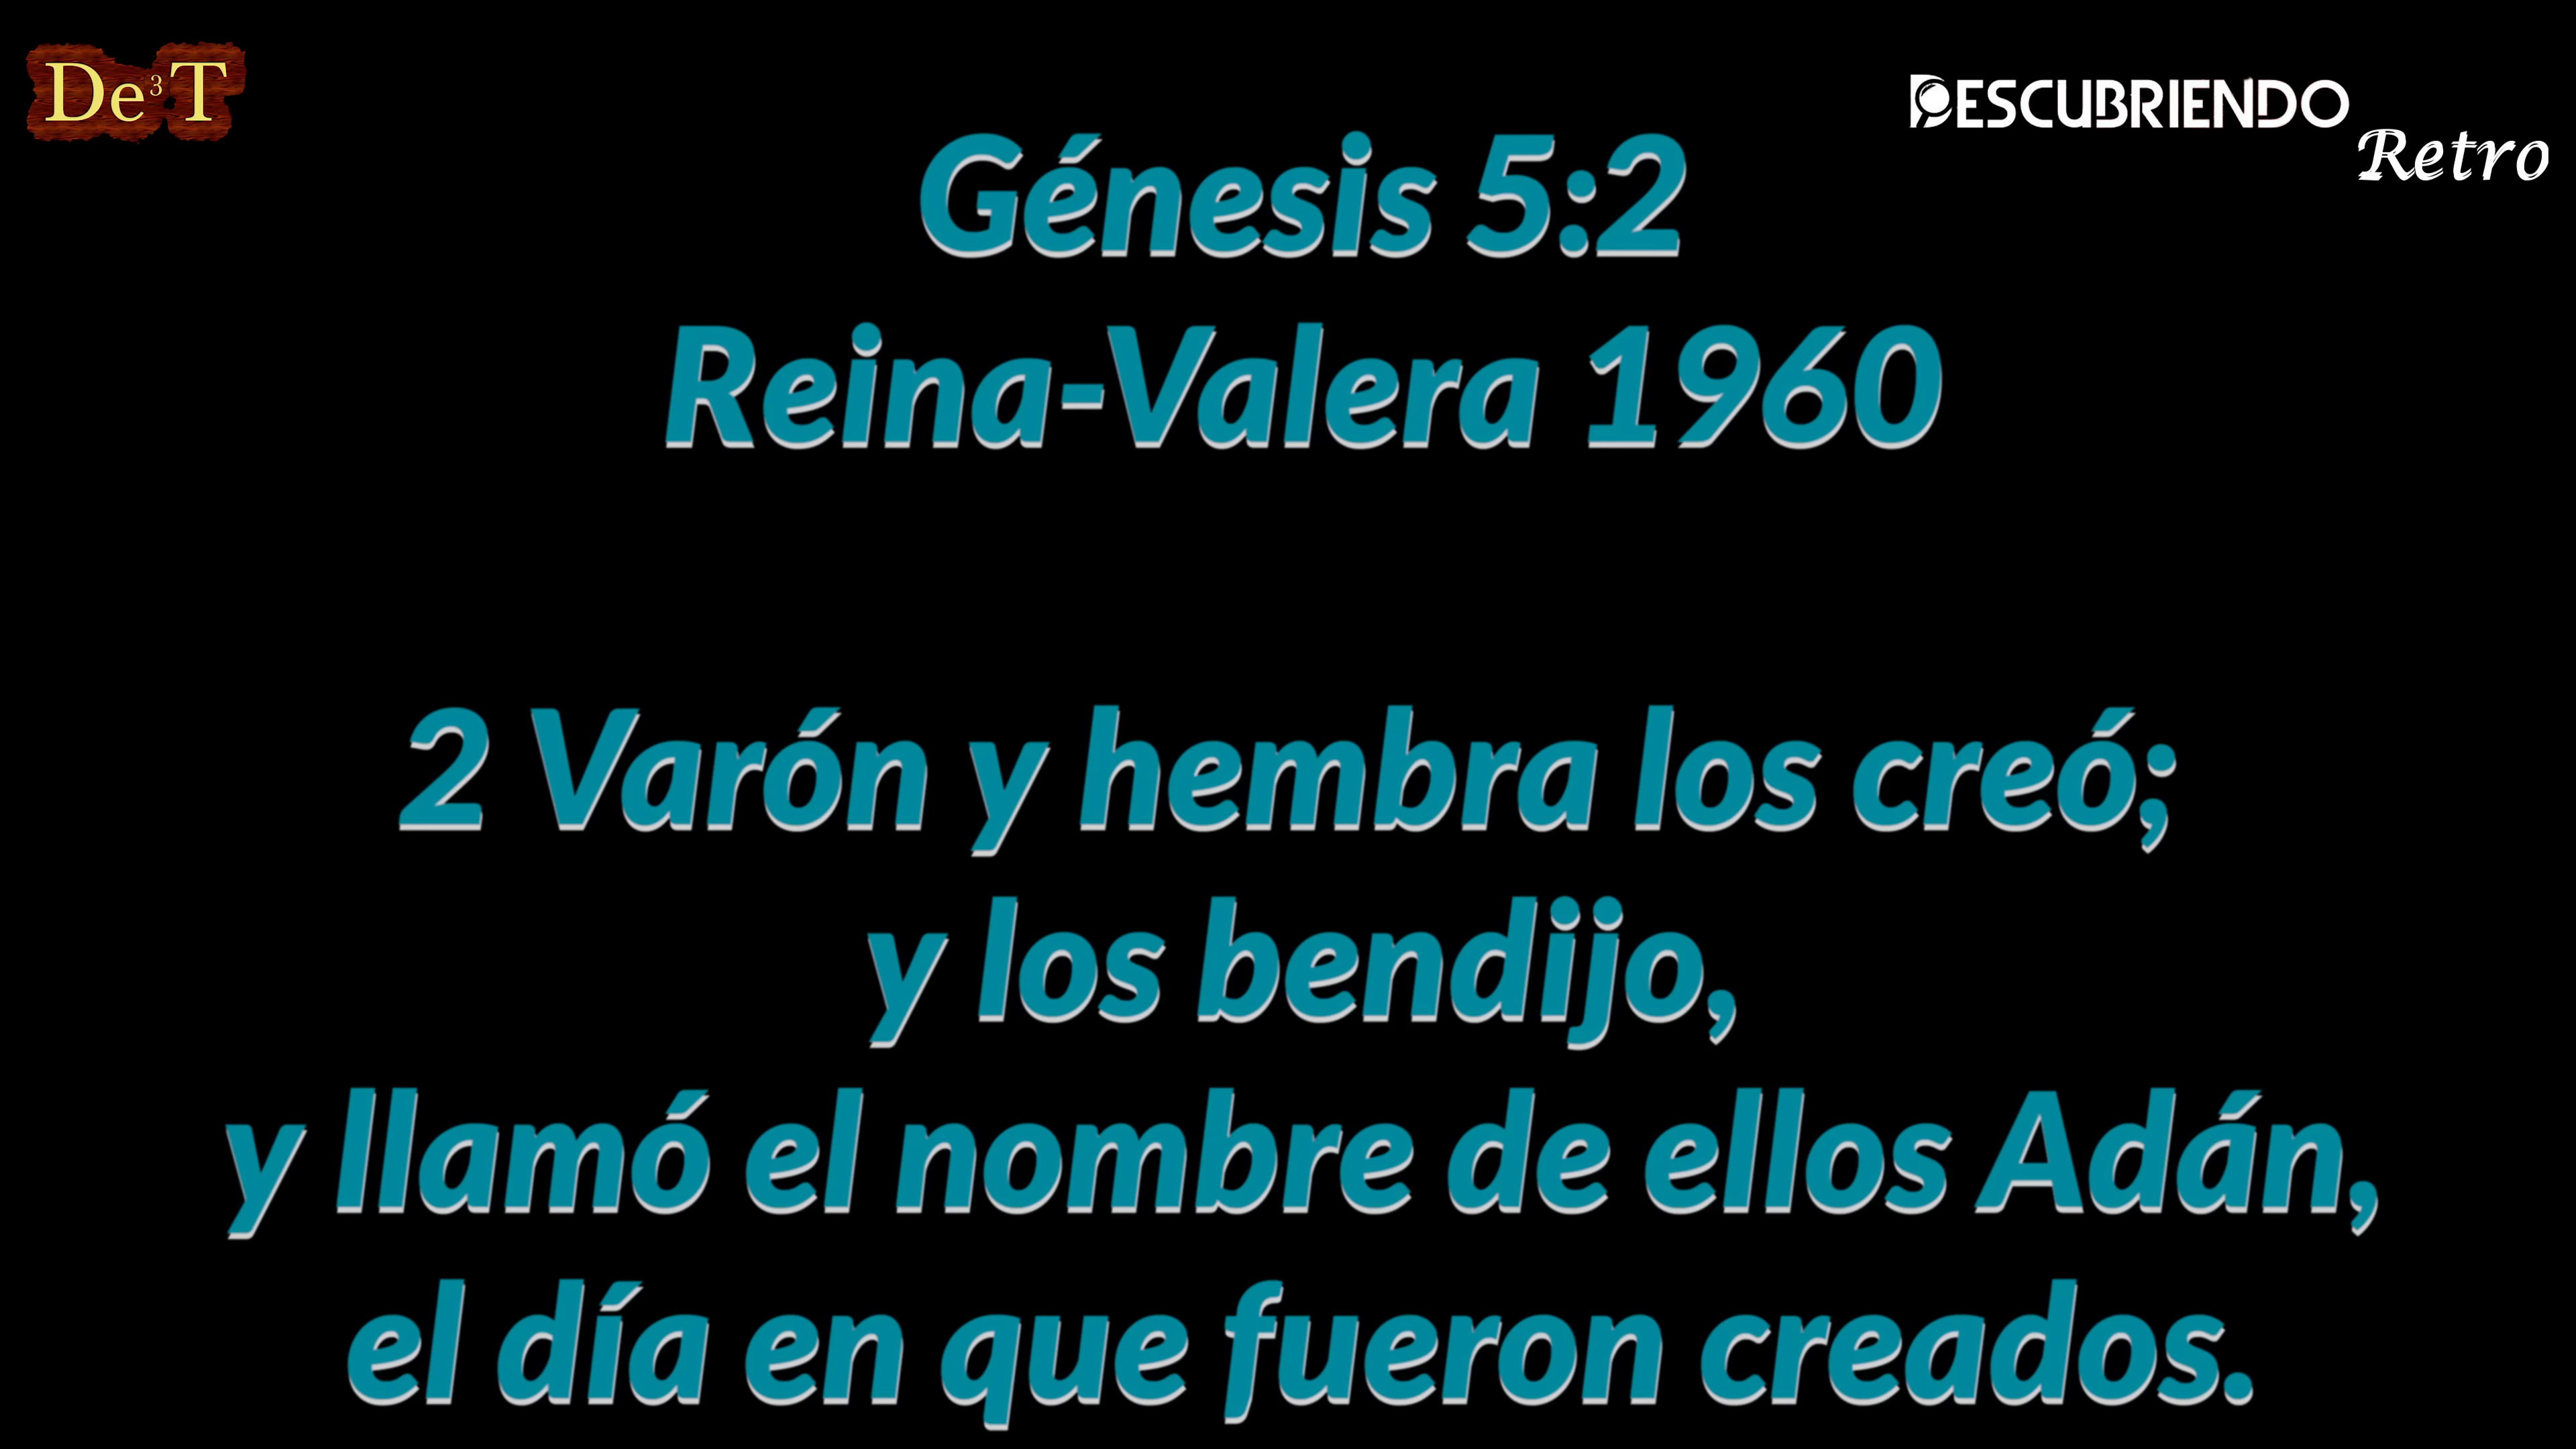 De³T
DESCUBRIENDO
Retro
Génesis 5:2
Reina-Valera 1960
2 Varón y hembra los creó;
y los bendijo,
y llamó el nombre de ellos Adán,
el día en que fueron creados.